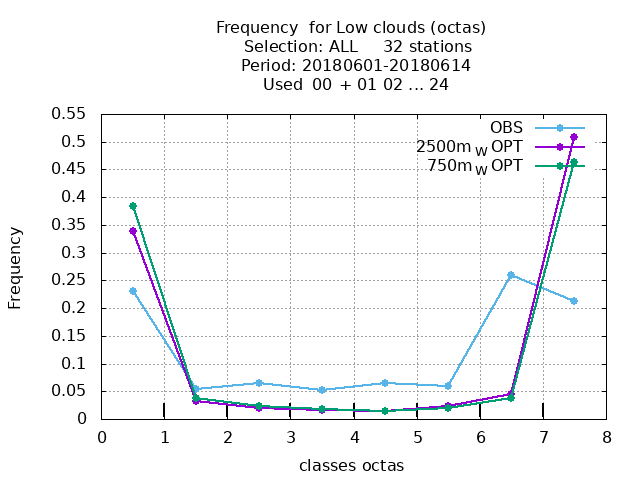 Frequency  for Low clouds (octas)
Selection: ALL     32 stations
Period: 20180601-20180614
Used  00 + 01 02 ... 24
0.55
0.5
0.45
0.4
0.35
0.3
0.25
0.2
0.15
0.1
0.05
0
Frequency
OBS
2500m W OPT
750m W OPT
0 1 2 3 4 5 6 7 8
classes octas